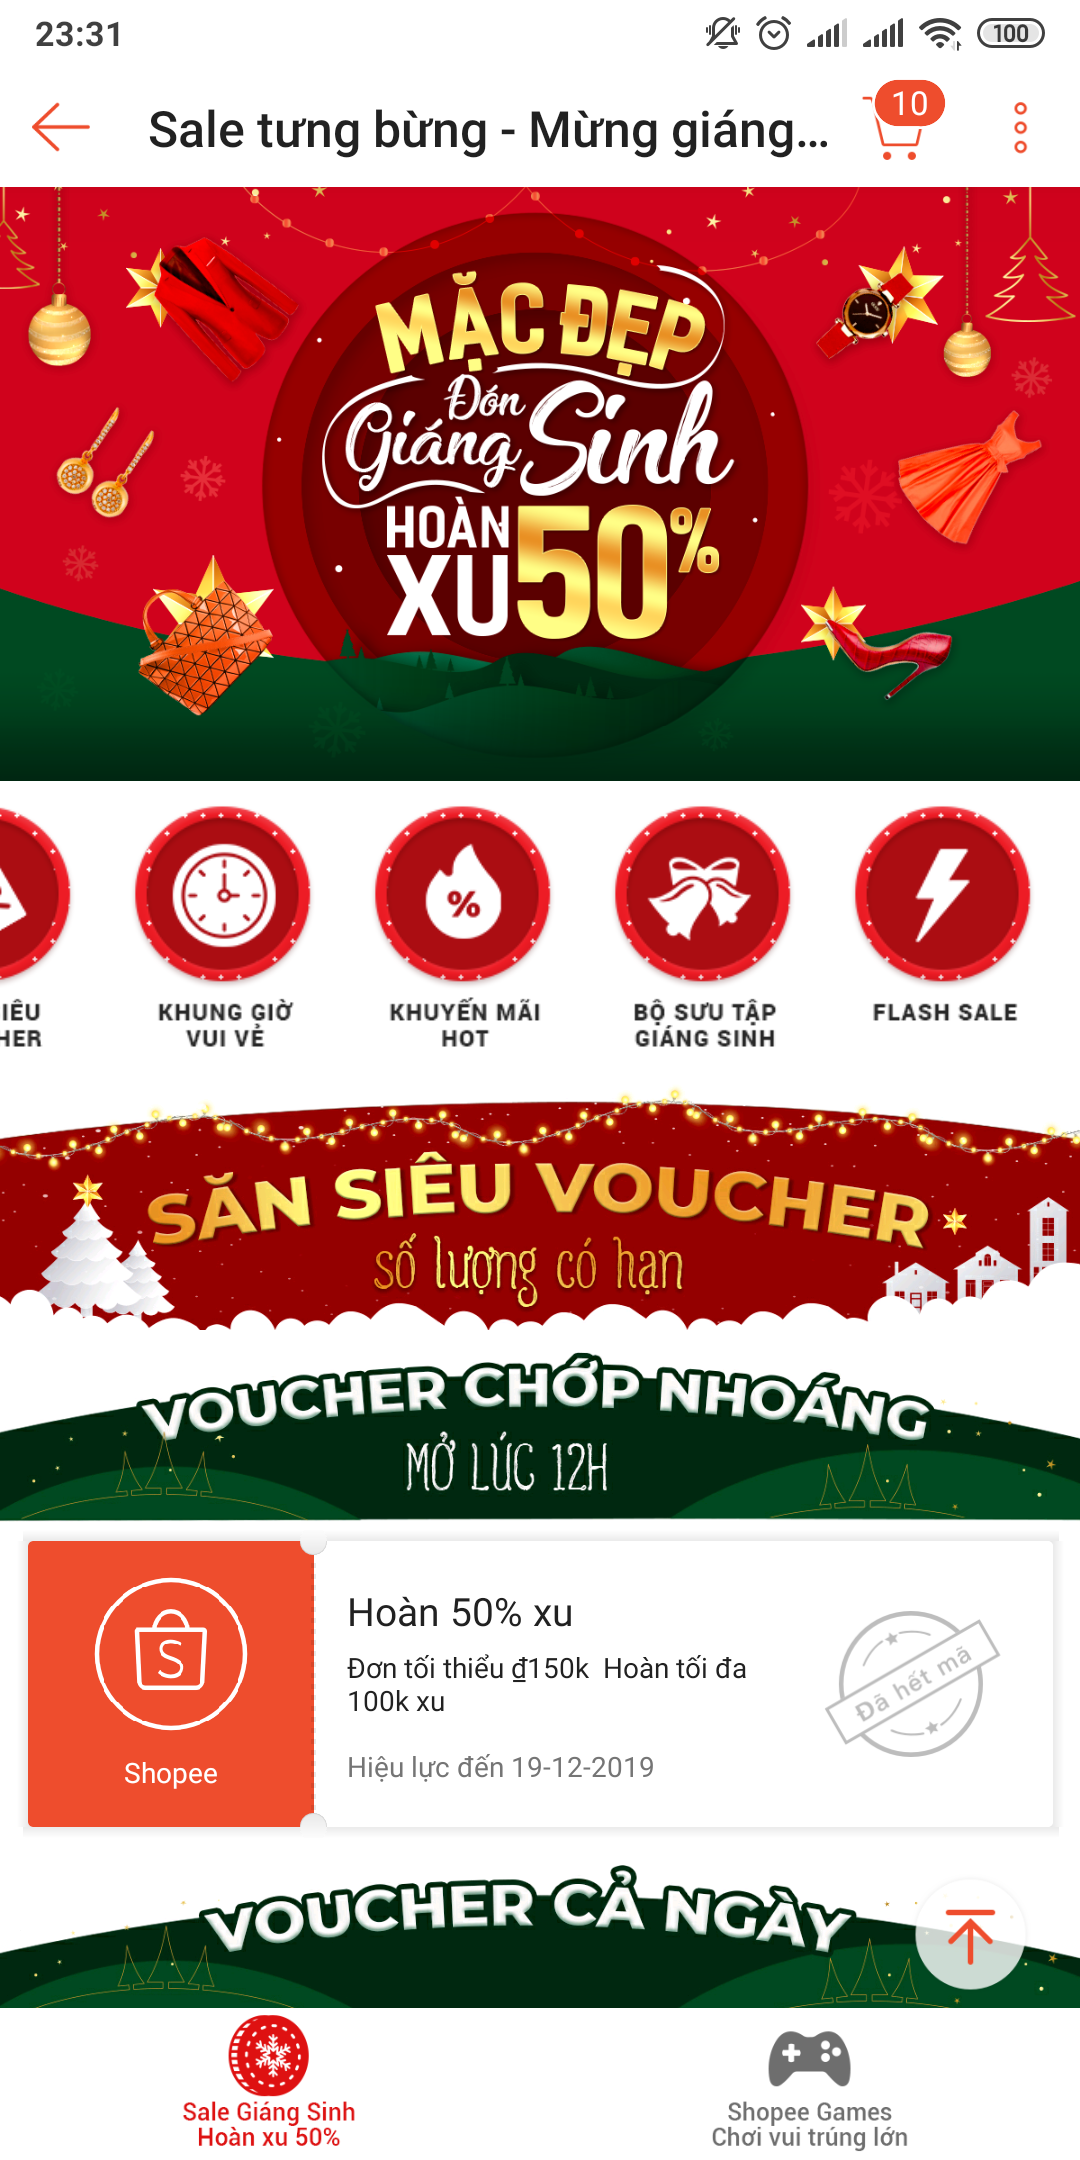 23:31
100
Sale tưng bừng - Mừng giáng...
10
MẶC ĐẸP
Đón
Giáng Sinh
HOÀN
XU 50%
IÊU
HER
KHUNG GIỜ
VUI VẺ
%
KHUYẾN MÃI
HOT
BỘ SƯU TẬP
GIÁNG SINH
FLASH SALE
SĂN SIÊU VOUCHER
số lượng có hạn
VOUCHER CHỚP NHOÁNG
MỞ LÚC 12H
S
Shopee
Hoàn 50% xu
Đơn tối thiểu ₫150k Hoàn tối đa
100k xu
Hiệu lực đến 19-12-2019
Đã hết mã
VOUCHER CẢ NGÀY
Sale Giáng Sinh
Hoàn xu 50%
Shopee Games
Chơi vui trúng lớn